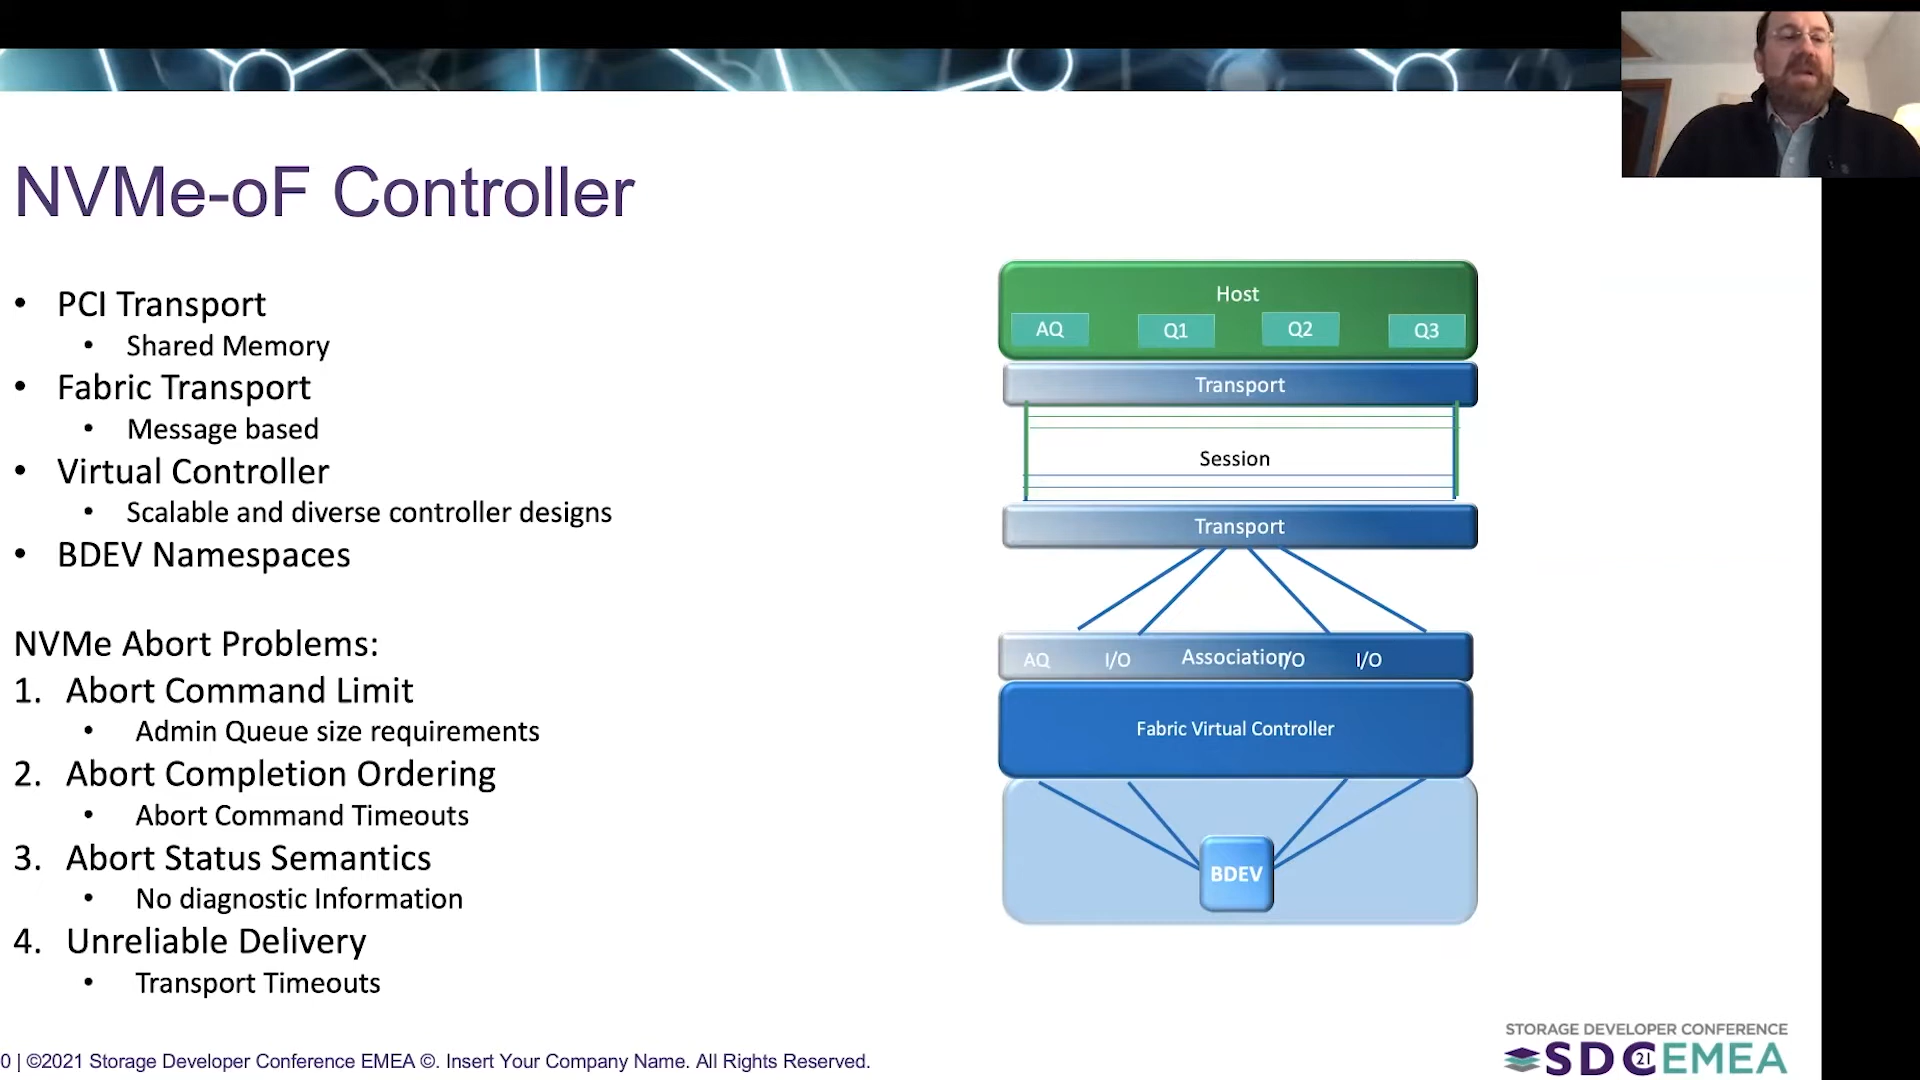 NVMe-oF Controller
• PCI Transport
• Shared Memory
• Fabric Transport
• Message based
• Virtual Controller
• Scalable and diverse controller designs
• BDEV Namespaces
NVMe Abort Problems:
1. Abort Command Limit
• Admin Queue size requirements
2. Abort Completion Ordering
• Abort Command Timeouts
3. Abort Status Semantics
• No diagnostic Information
4. Unreliable Delivery
• Transport Timeouts
Host
AQ Q1 Q2 Q3
Transport
Session
Transport
AQ I/O Association I/O I/O
Fabric Virtual Controller
BDEV
0 | ©2021 Storage Developer Conference EMEA ©. Insert Your Company Name. All Rights Reserved.
STORAGE DEVELOPER CONFERENCE
SDC 21 EMEA